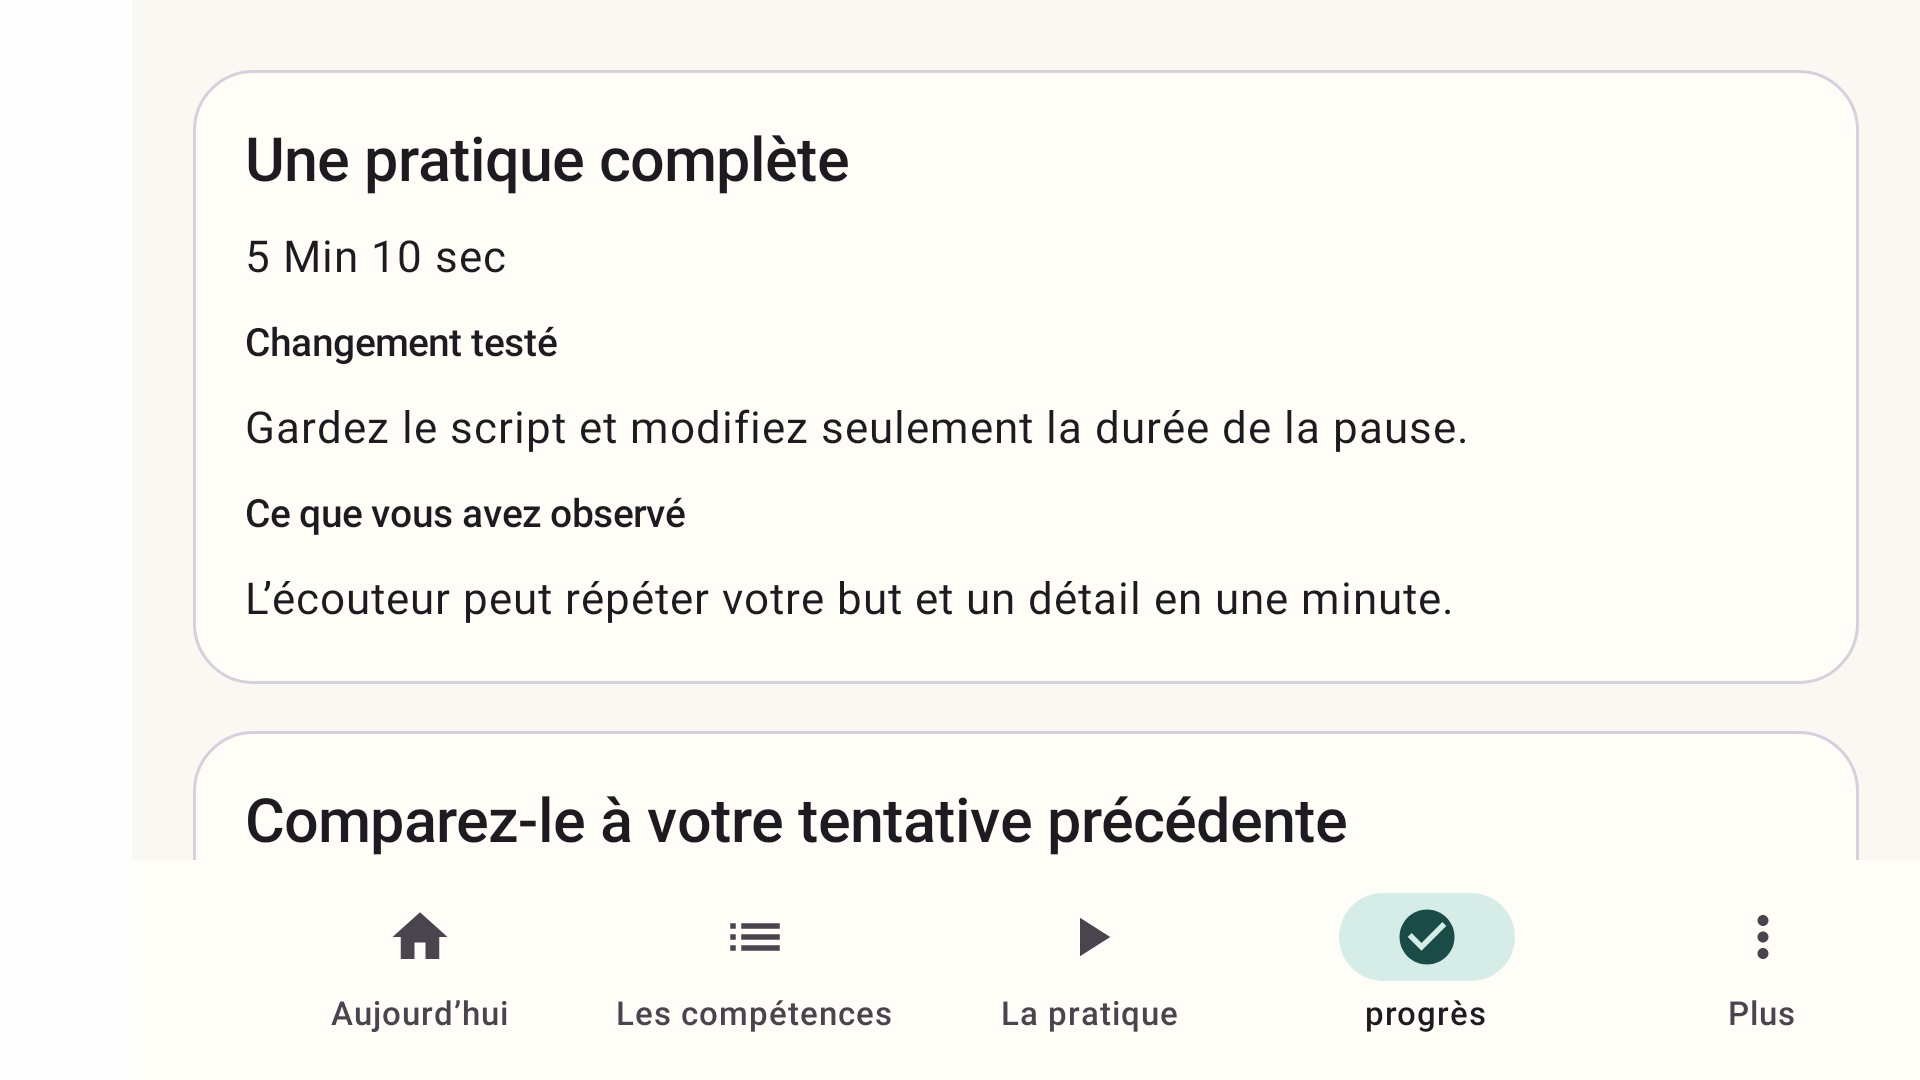 Une pratique complète
5 Min 10 sec
Changement testé
Gardez le script et modifiez seulement la durée de la pause.
Ce que vous avez observé
L’écouteur peut répéter votre but et un détail en une minute.
Comparez-le à votre tentative précédente
Aujourd’hui
Les compétences
La pratique
progrès
Plus